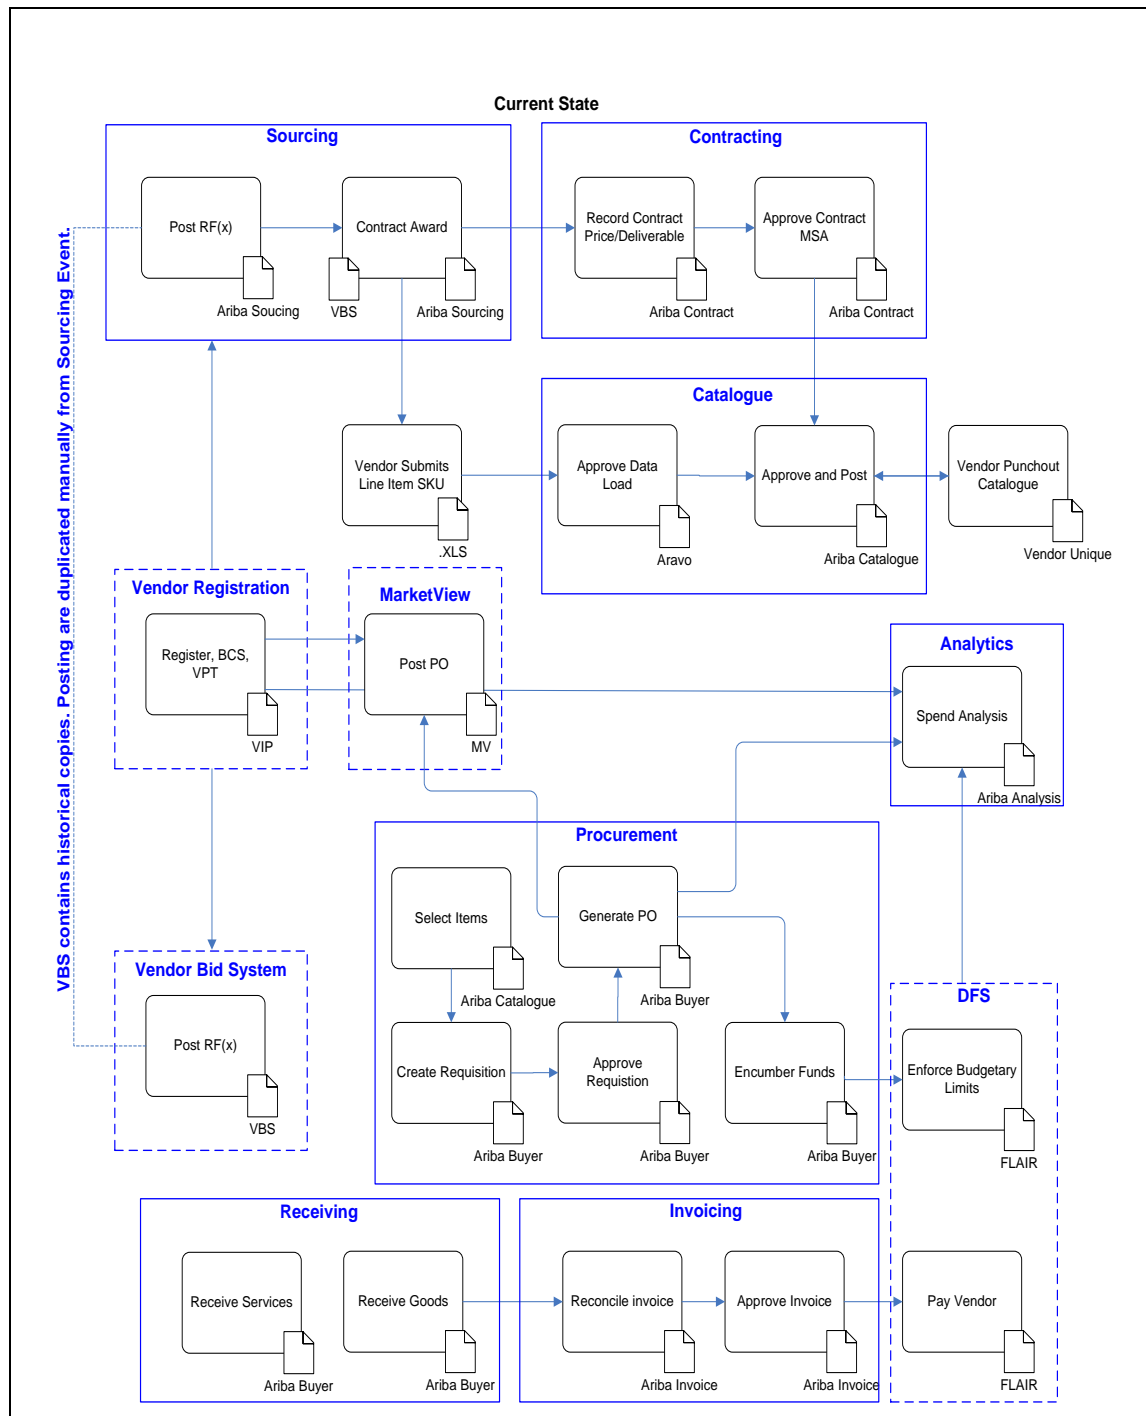 Current State
Sourcing
Contracting
Post RF(x)
Contract Award
Record Contract
Price/Deliverable
Approve Contract
MSA
Ariba Soucing
VBS
Ariba Sourcing
Ariba Contract
Ariba Contract
VBS contains historical copies. Posting are duplicated manually from Sourcing Event.
Catalogue
Vendor Submits
Line Item SKU
Approve Data
Load
Approve and Post
Vendor Punchout
Catalogue
.XLS
Aravo
Ariba Catalogue
Vendor Unique
Vendor Registration
MarketView
Register, BCS,
VPT
Post PO
VIP
MV
Analytics
Spend Analysis
Ariba Analysis
Procurement
Select Items
Generate PO
Ariba Catalogue
Ariba Buyer
Vendor Bid System
Post RF(x)
VBS
Create Requisition
Approve
Requistion
Encumber Funds
Ariba Buyer
Ariba Buyer
Ariba Buyer
DFS
Enforce Budgetary
Limits
FLAIR
Receiving
Invoicing
Receive Services
Receive Goods
Reconcile invoice
Approve Invoice
Pay Vendor
Ariba Buyer
Ariba Buyer
Ariba Invoice
Ariba Invoice
FLAIR